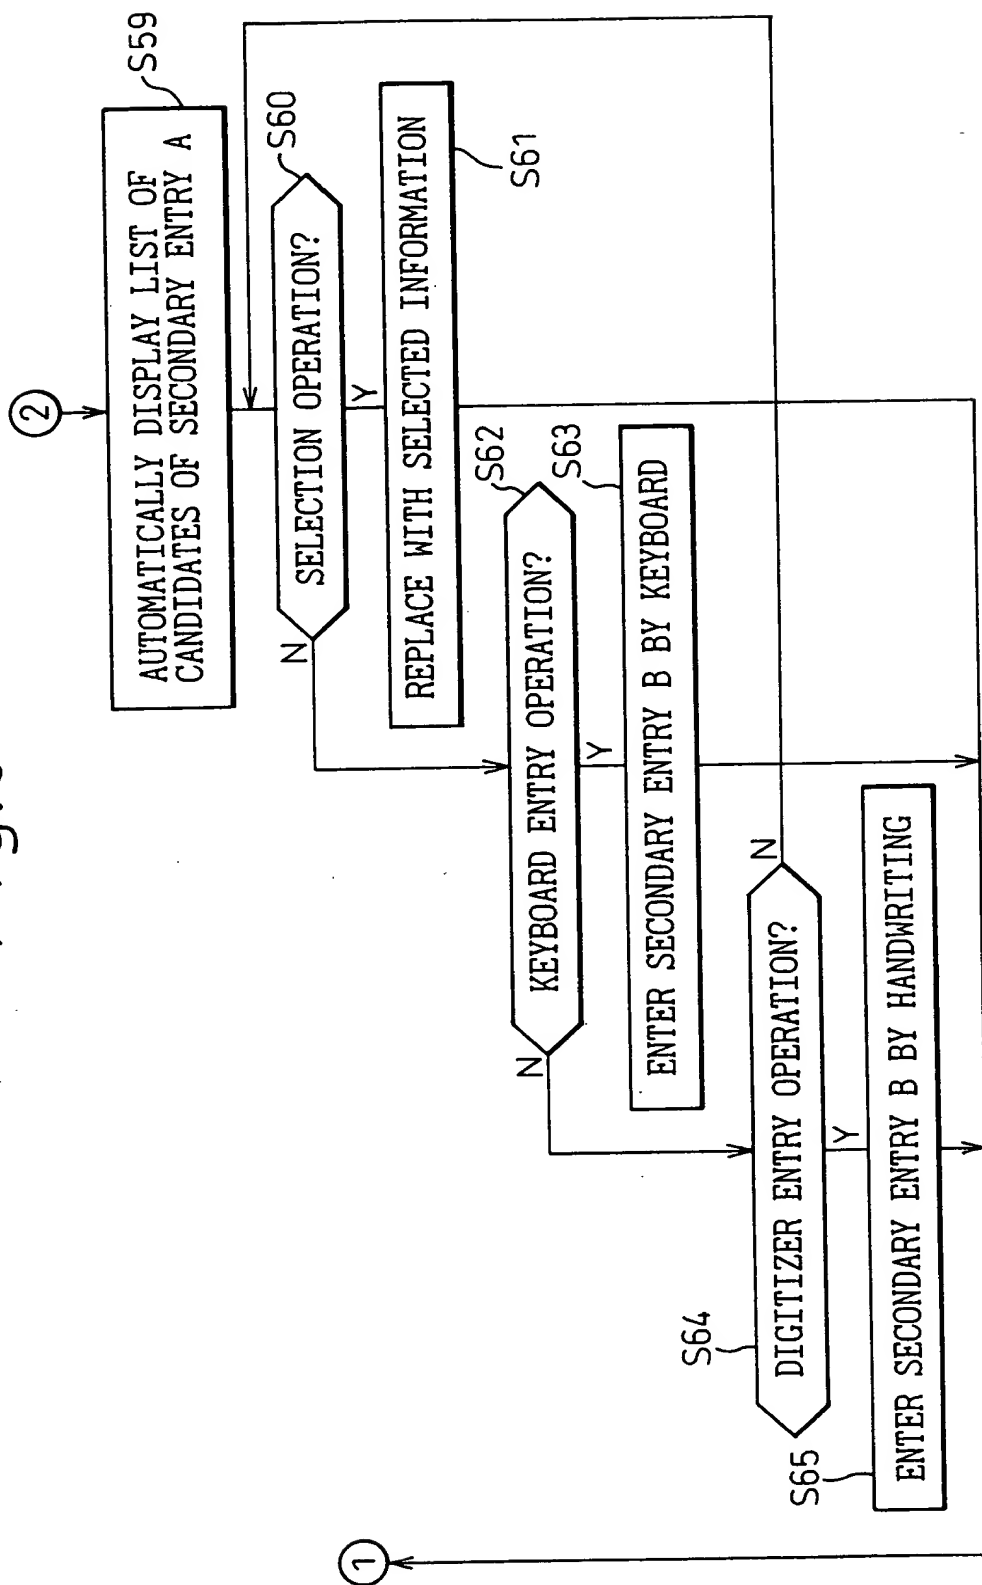 2
S59
AUTOMATICALLY DISPLAY LIST OF
CANDIDATES OF SECONDARY ENTRY A
S60
SELECTION OPERATION?
N
Y
S61
REPLACE WITH SELECTED INFORMATION
S62
KEYBOARD ENTRY OPERATION?
N
Y
S63
ENTER SECONDARY ENTRY B BY KEYBOARD
S64
DIGITIZER ENTRY OPERATION?
N
Y
S65
ENTER SECONDARY ENTRY B BY HANDWRITING
1